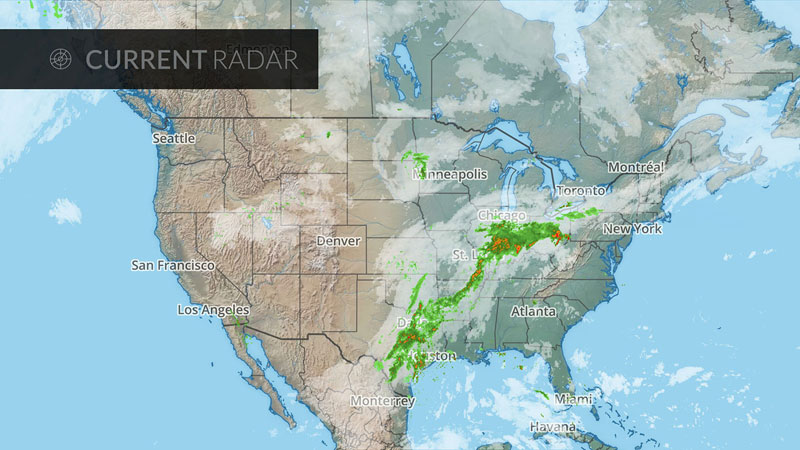 CURRENT RADAR
Edmonton
Seattle
Minneapolis
Montréal
Toronto
Chicago
New York
Denver
St. L
San Francisco
Los Angeles
Atlanta
Houston
Monterrey
Miami
Havana